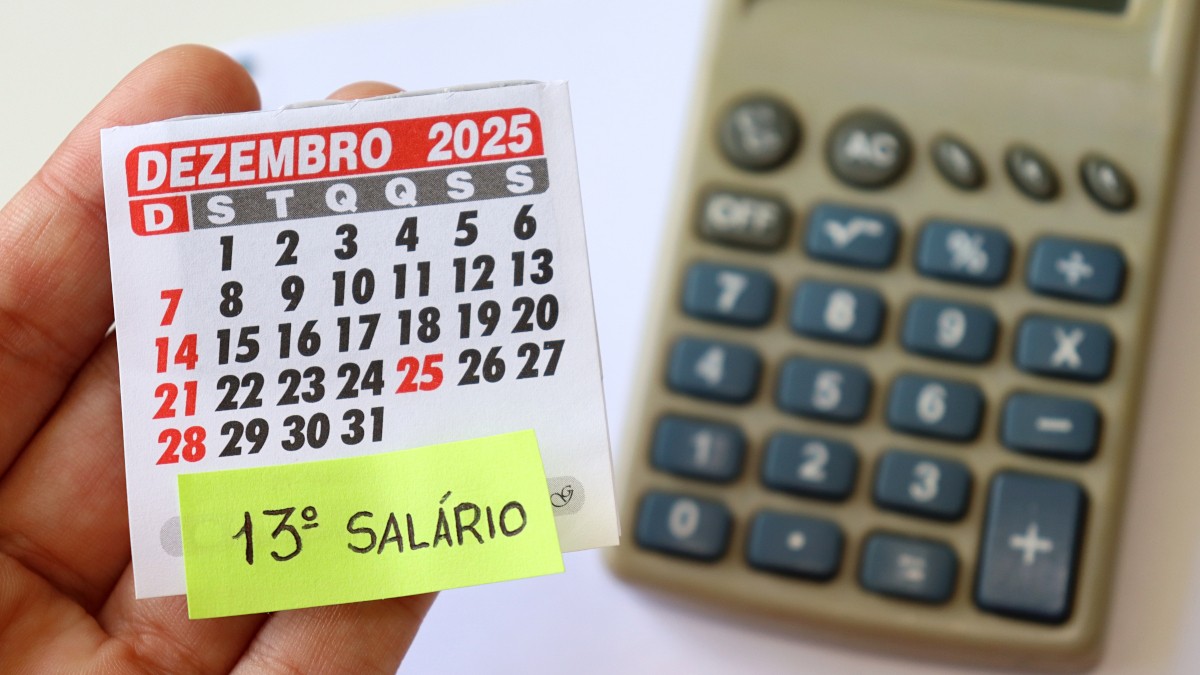 DEZEMBRO 2025
D S T Q Q S S
1 2 3 4 5 6
7 8 9 10 11 12 13
14 15 16 17 18 19 20
21 22 23 24 25 26 27
28 29 30 31
13º SALÁRIO
G
AC
OFF √ % ÷
7 8 9 X
4 5 6 −
1 2 3
0 . = +